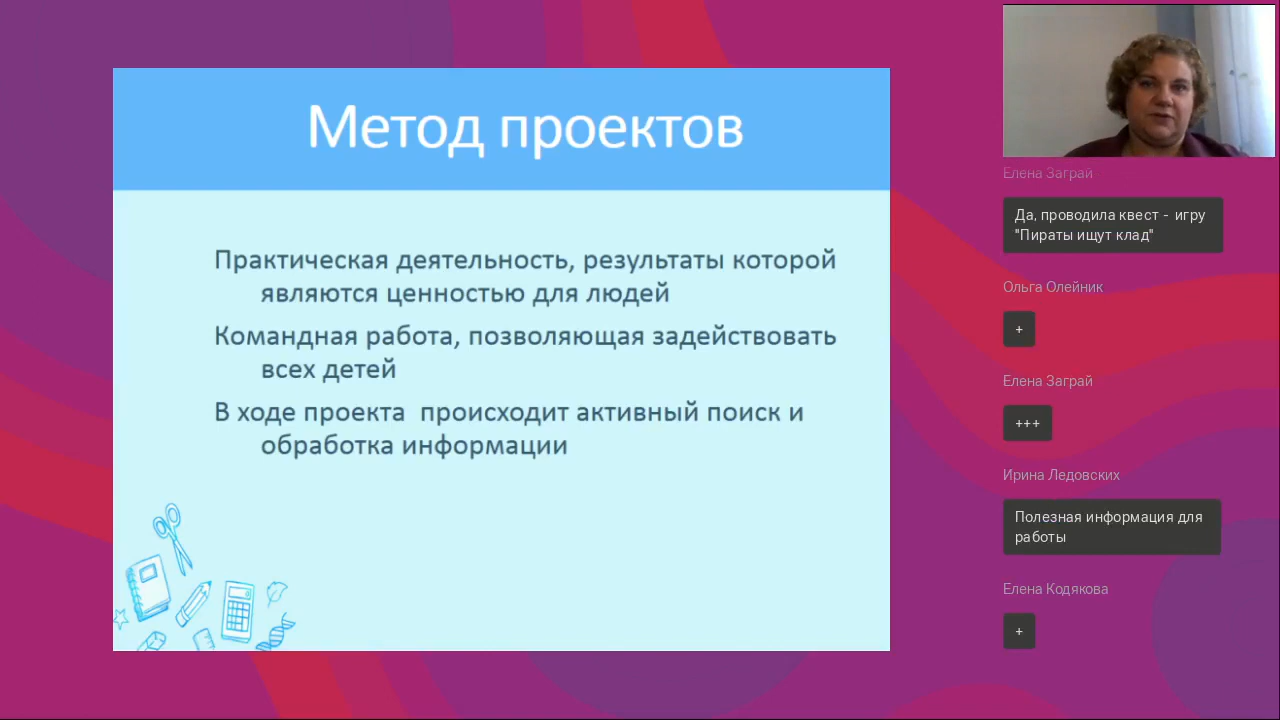 Метод проектов
Практическая деятельность, результаты которой
являются ценностью для людей
Командная работа, позволяющая задействовать
всех детей
В ходе проекта  происходит активный поиск и
обработка информации
Елена Заграй
Да, проводила квест -  игру
"Пираты ищут клад"
Ольга Олейник
+
Елена Заграй
+++
Ирина Ледовских
Полезная информация для
работы
Елена Кодякова
+